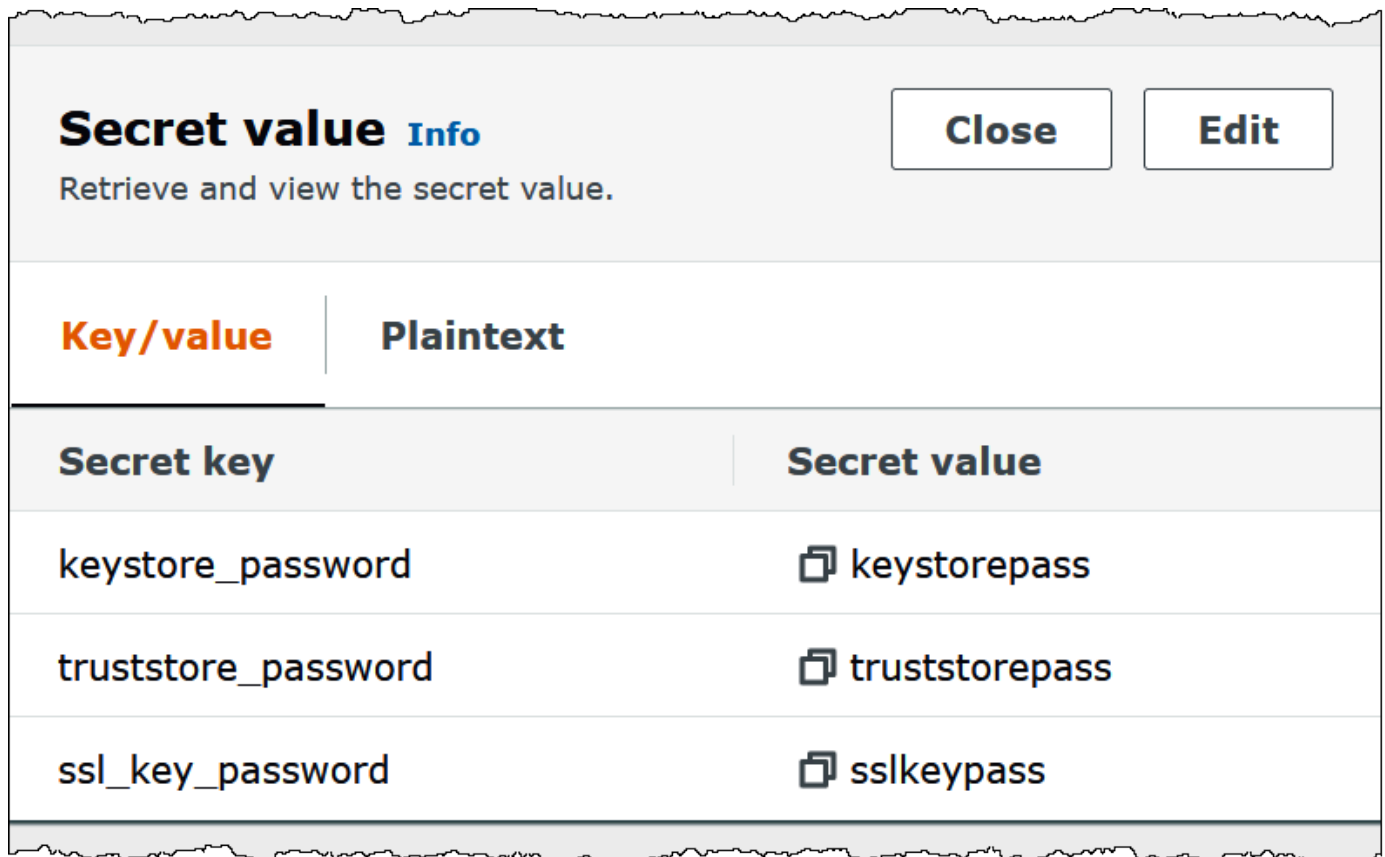 Secret value Info
Close Edit
Retrieve and view the secret value.
Key/value Plaintext
Secret key Secret value
keystore_password keystorepass
truststore_password truststorepass
ssl_key_password sslkeypass